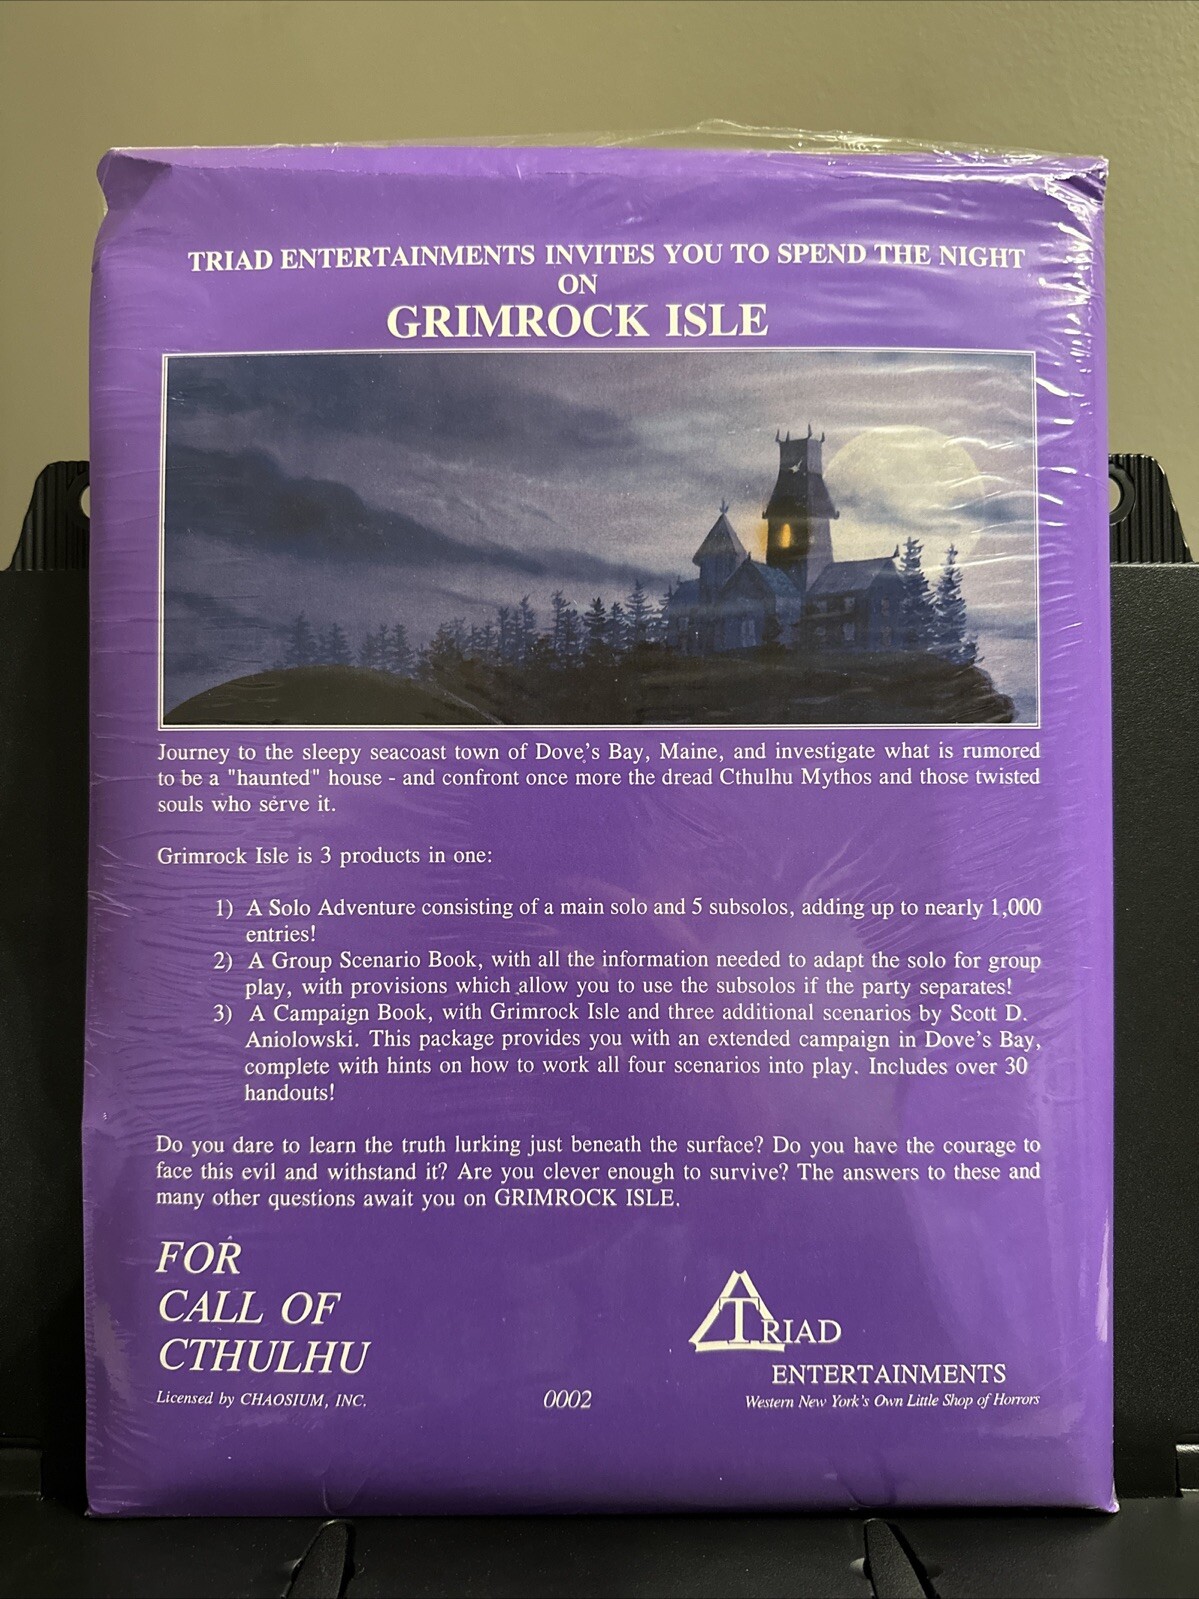 TRIAD ENTERTAINMENTS INVITES YOU TO SPEND THE NIGHT
ON
GRIMROCK ISLE
Journey to the sleepy seacoast town of Dove's Bay, Maine, and investigate what is rumored
to be a "haunted" house - and confront once more the dread Cthulhu Mythos and those twisted
souls who serve it.
Grimrock Isle is 3 products in one:
1) A Solo Adventure consisting of a main solo and 5 subsolos, adding up to nearly 1,000
entries!
2) A Group Scenario Book, with all the information needed to adapt the solo for group
play, with provisions which allow you to use the subsolos if the party separates!
3) A Campaign Book, with Grimrock Isle and three additional scenarios by Scott D.
Aniolowski. This package provides you with an extended campaign in Dove's Bay,
complete with hints on how to work all four scenarios into play. Includes over 30
handouts!
Do you dare to learn the truth lurking just beneath the surface? Do you have the courage to
face this evil and withstand it? Are you clever enough to survive? The answers to these and
many other questions await you on GRIMROCK ISLE.
FOR
CALL OF
CTHULHU
Licensed by CHAOSIUM, INC.
0002
TRIAD
ENTERTAINMENTS
Western New York's Own Little Shop of Horrors